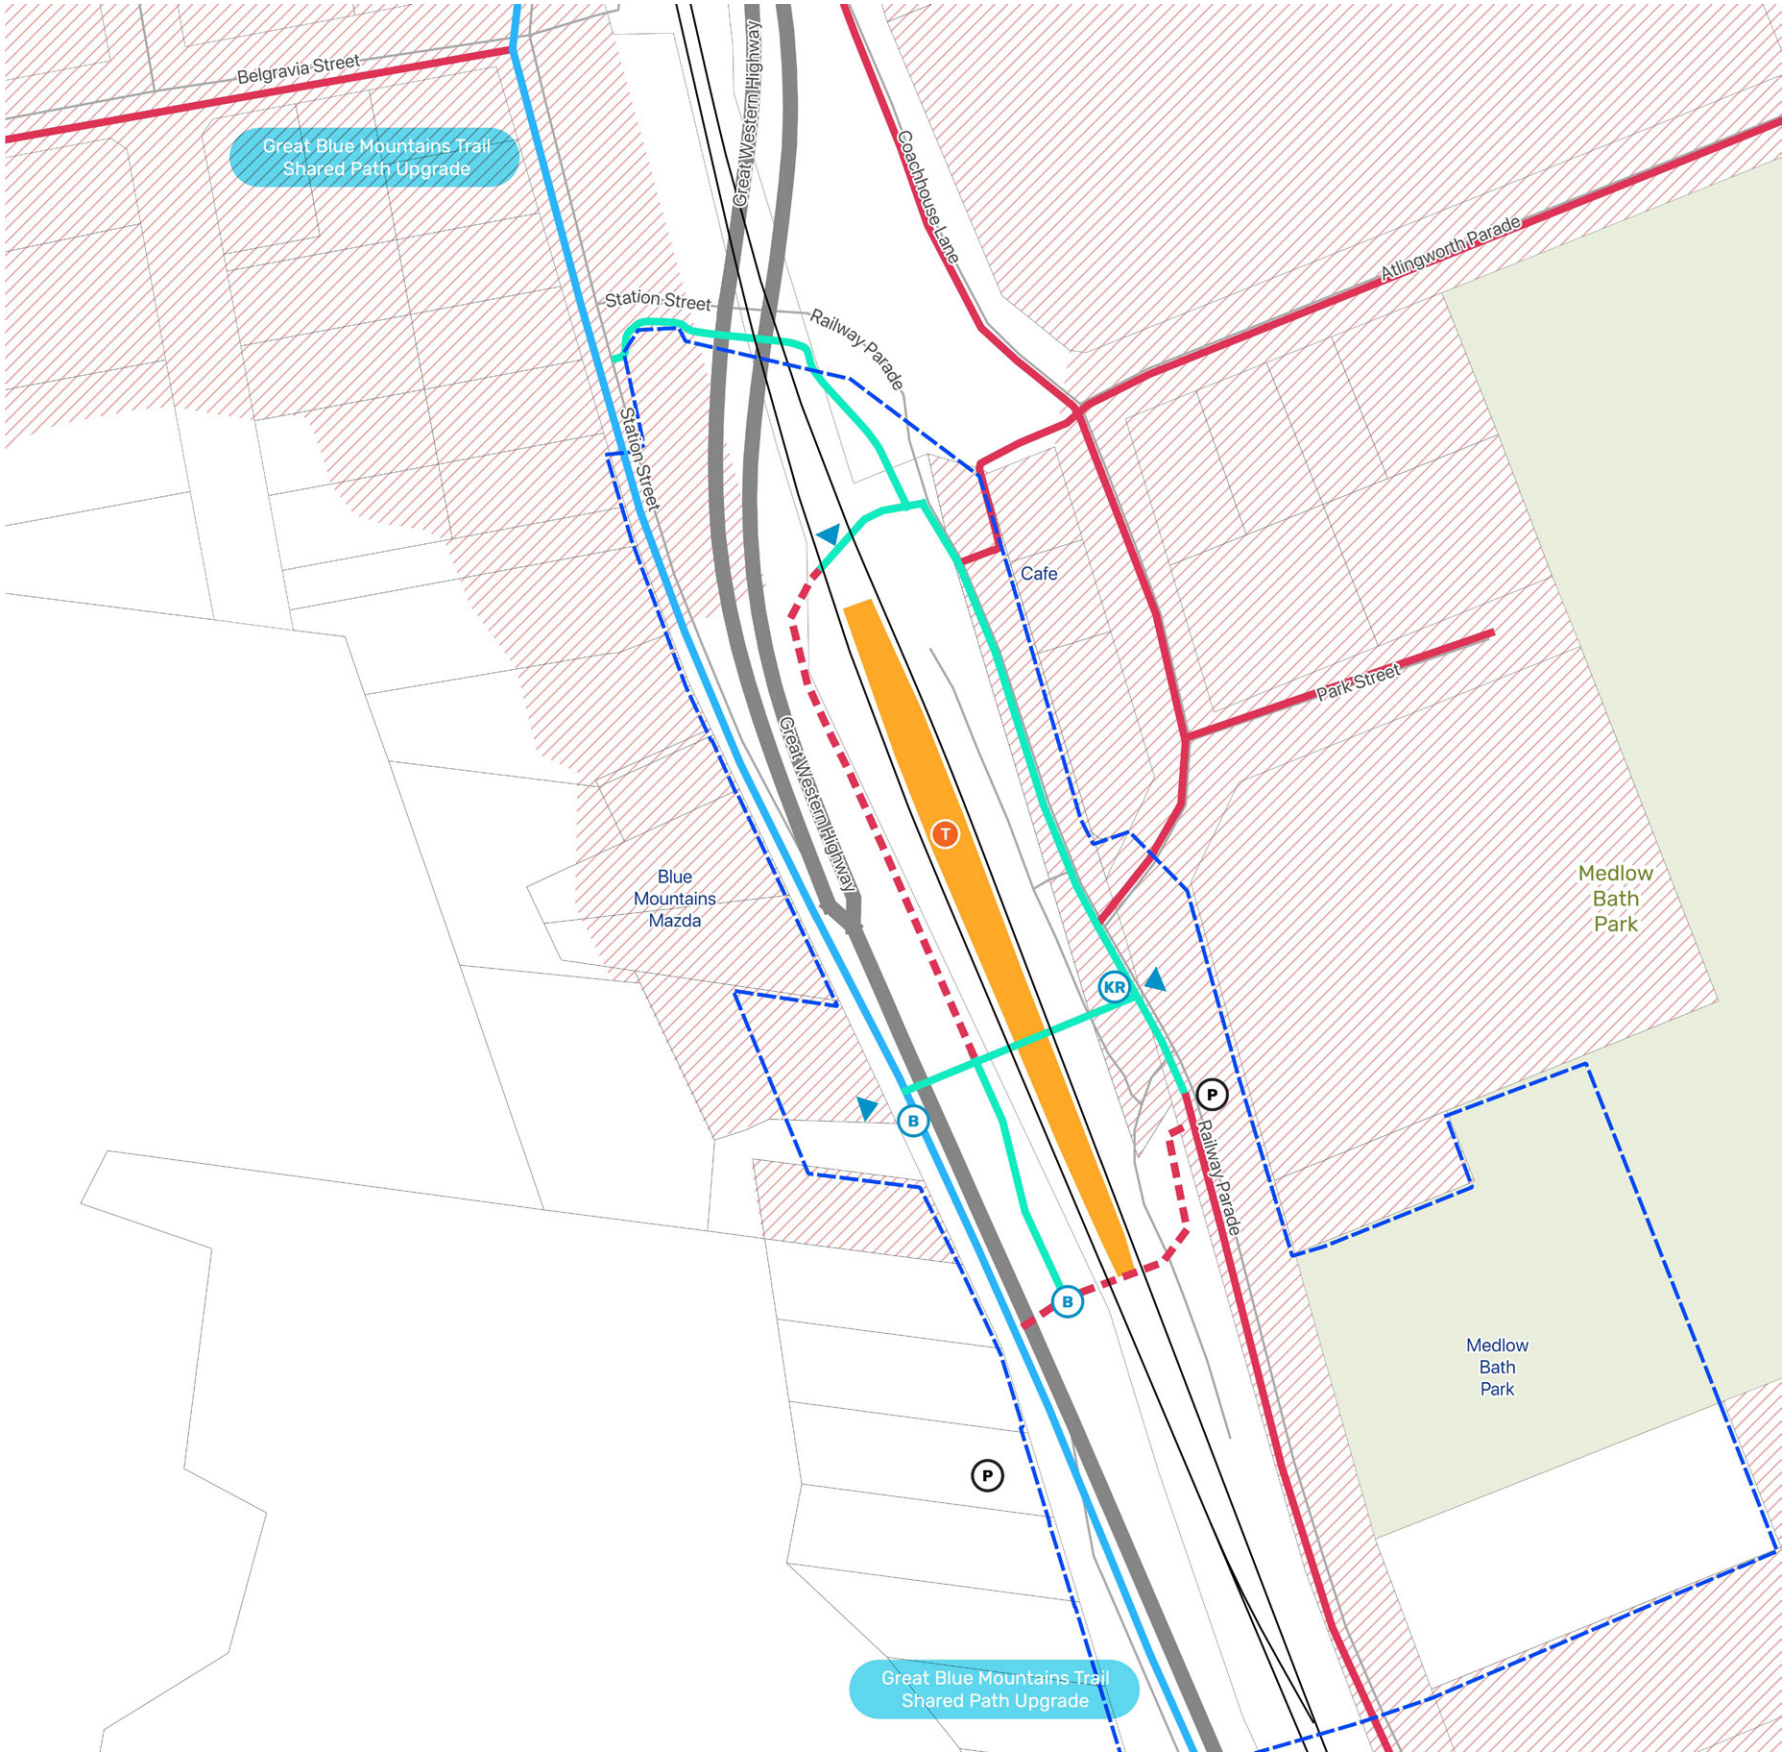 Great Western Highway
Belgravia Street
Great Blue Mountains Trail
Shared Path Upgrade
Coachhouse Lane
Atlingworth Parade
Station Street
Railway Parade
Station Street
Cafe
Park Street
Great Western Highway
T
Blue
Mountains
Mazda
Medlow
Bath
Park
KR
P
B
Railway Parade
B
Medlow
Bath
Park
P
Great Blue Mountains Trail
Shared Path Upgrade